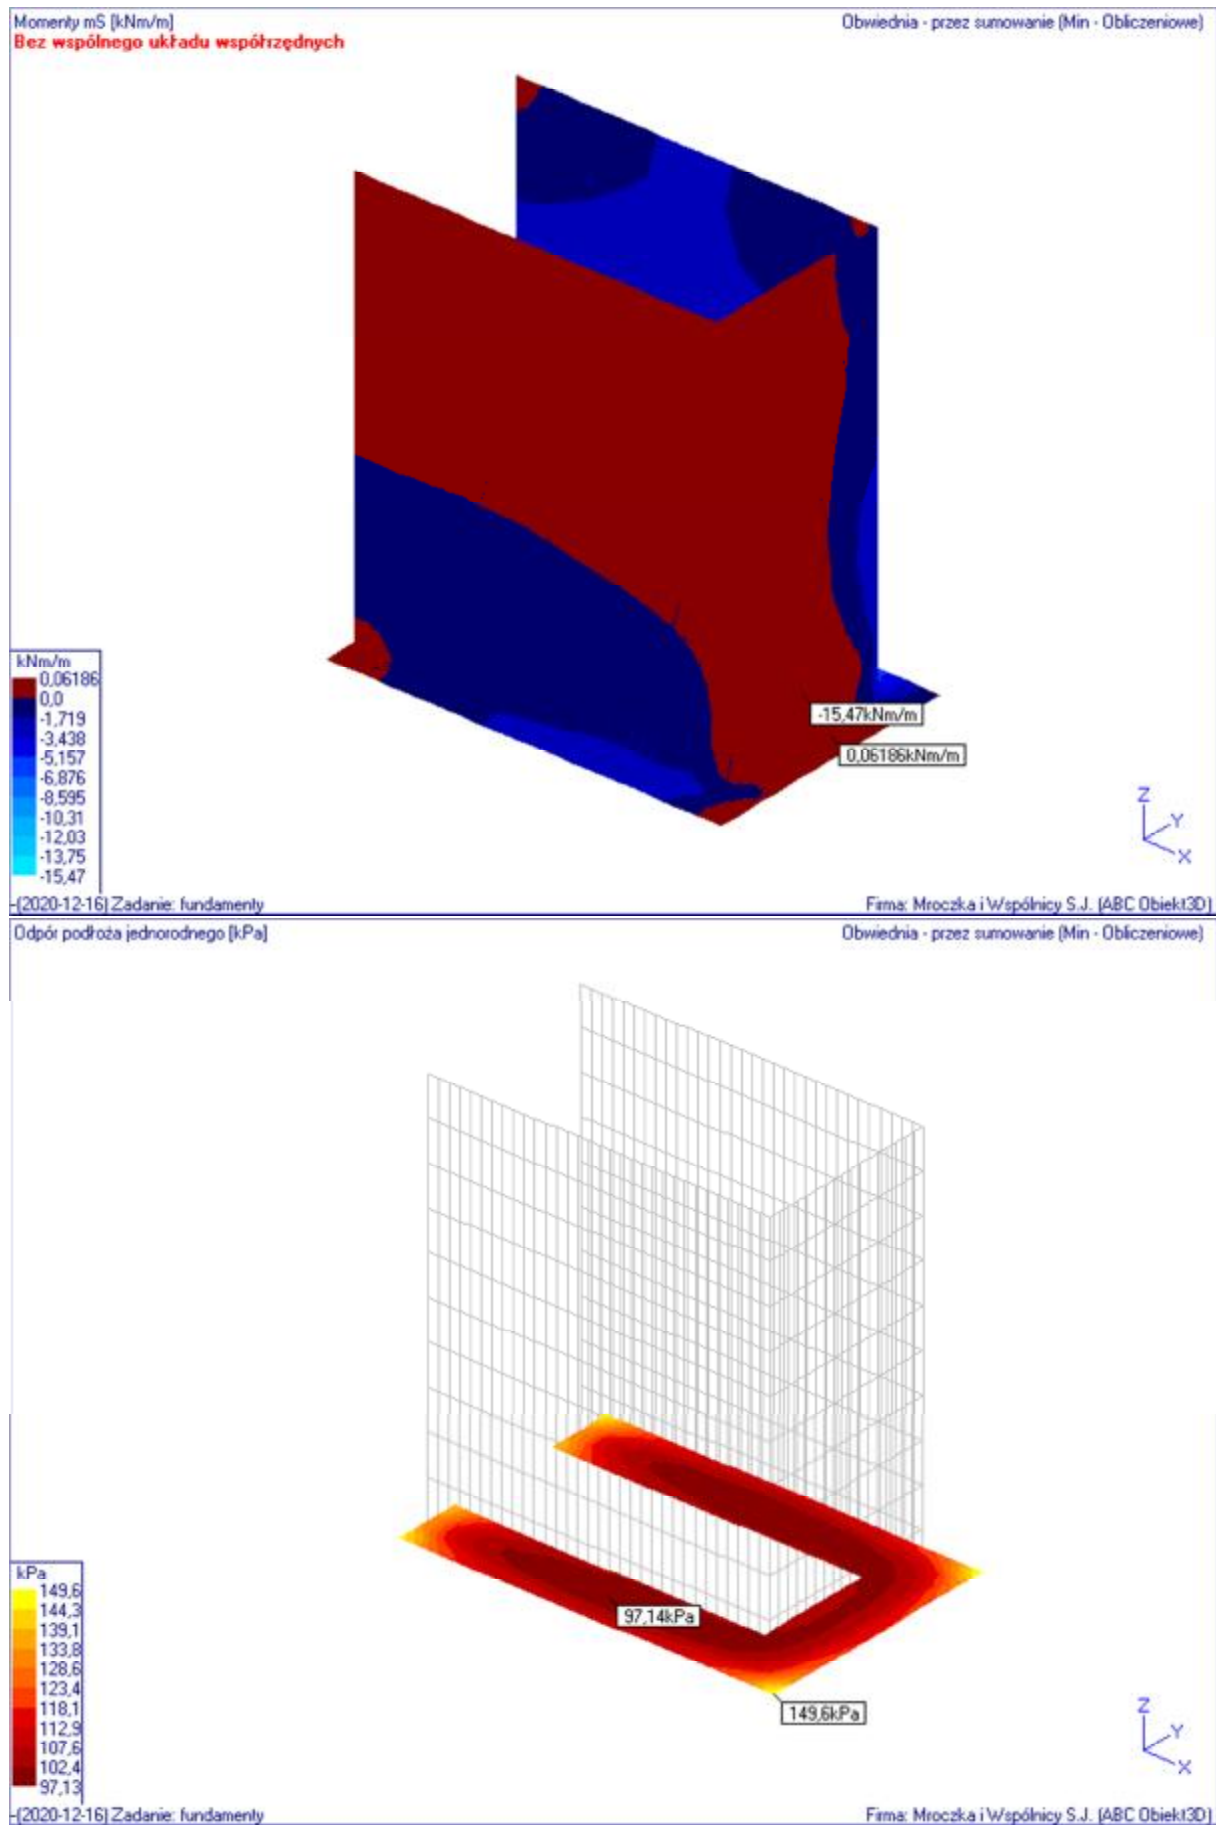 Momenty mS [kNm/m]
Obwiednia - przez sumowanie (Min - Obliczeniowe)
Bez wspólnego układu współrzędnych
kNm/m
0,06186
0,0
-1,719
-3,438
-5,157
-6,876
-8,595
-10,31
-12,03
-13,75
-15,47
-15,47kNm/m
0,06186kNm/m
Z
Y
X
-(2020-12-16) Zadanie: fundamenty
Firma: Mroczka i Wspólnicy S.J. (ABC Obiekt3D)
Odpór podłoża jednorodnego [kPa]
Obwiednia - przez sumowanie (Min - Obliczeniowe)
kPa
149,6
144,3
139,1
133,8
128,6
123,4
118,1
112,9
107,6
102,4
97,13
97,14kPa
149,6kPa
Z
Y
X
-(2020-12-16) Zadanie: fundamenty
Firma: Mroczka i Wspólnicy S.J. (ABC Obiekt3D)